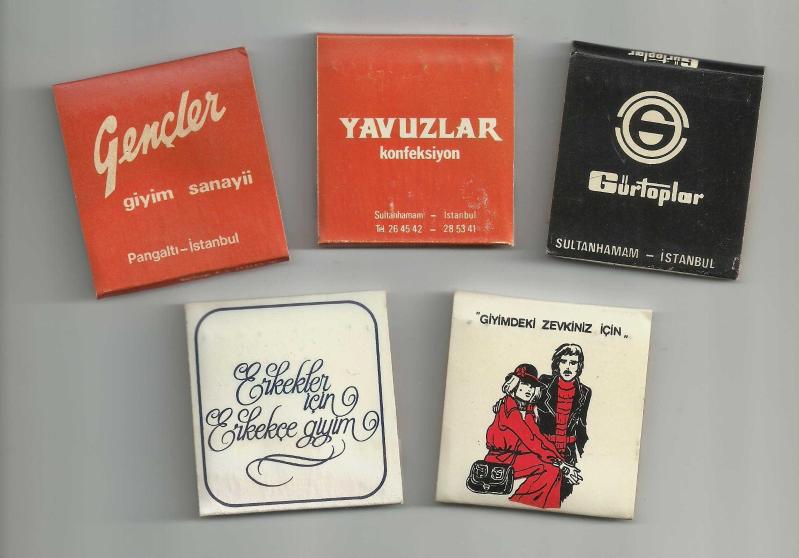 Gençler
giyim sanayii
Pangaltı-İstanbul
YAVUZLAR
konfeksiyon
Sultanhamam - İstanbul
Tel 26 45 42 - 28 53 41
Gürtoplar
G
Gürtoplar
SULTANHAMAM - İSTANBUL
Erkekler
için
Erkekçe giyim
"GİYİMDEKİ ZEVKİNİZ İÇİN„